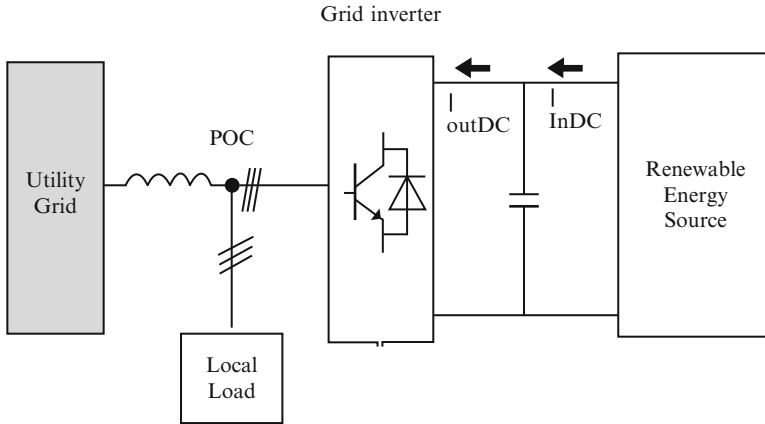 Grid inverter
POC
I
outDC
I
InDC
Utility
Grid
Renewable
Energy
Source
Local
Load